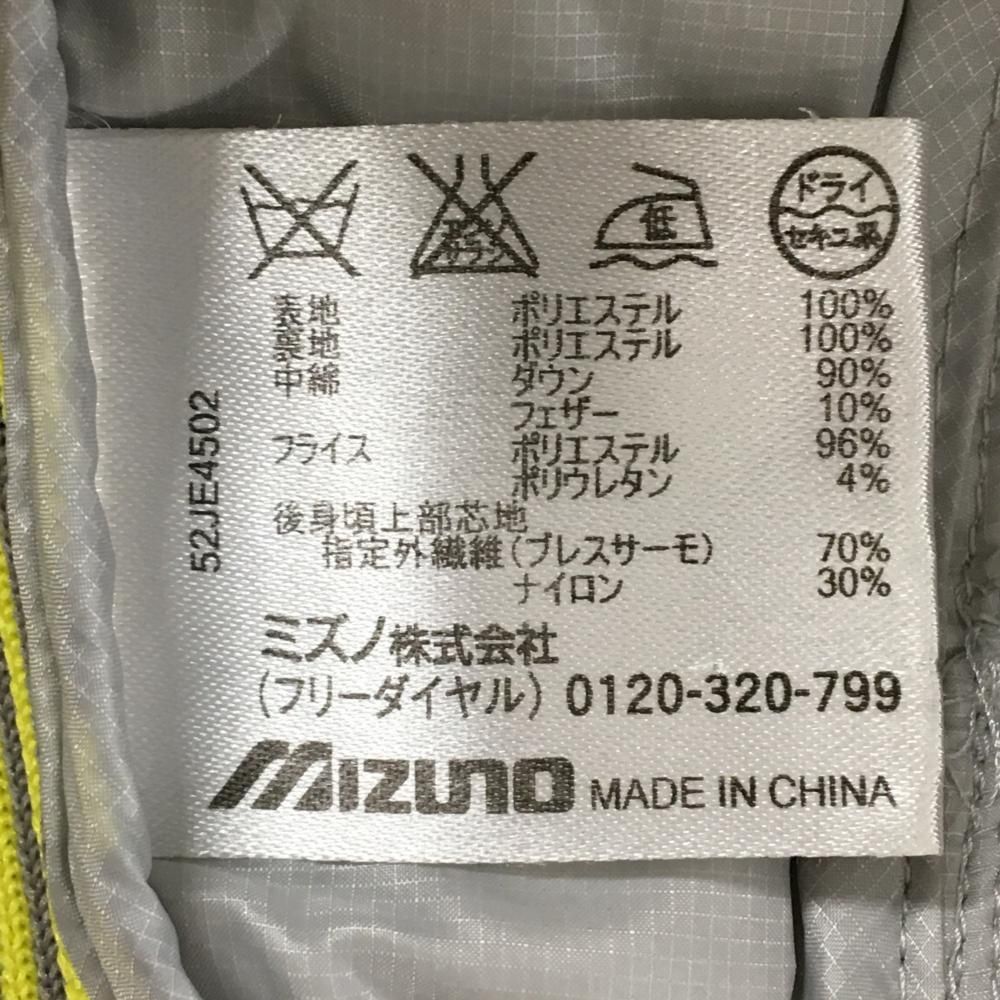 エンソ サラシ
低
ドライ
セキユ系
表地 ポリエステル 100%
裏地 ポリエステル 100%
中綿 ダウン 90%
フェザー 10%
フライス ポリエステル 96%
ポリウレタン 4%
後身頃上部芯地
指定外繊維(ブレスサーモ) 70%
ナイロン 30%
ミズノ株式会社
(フリーダイヤル) 0120-320-799
MIZUNO MADE IN CHINA
52JE4502